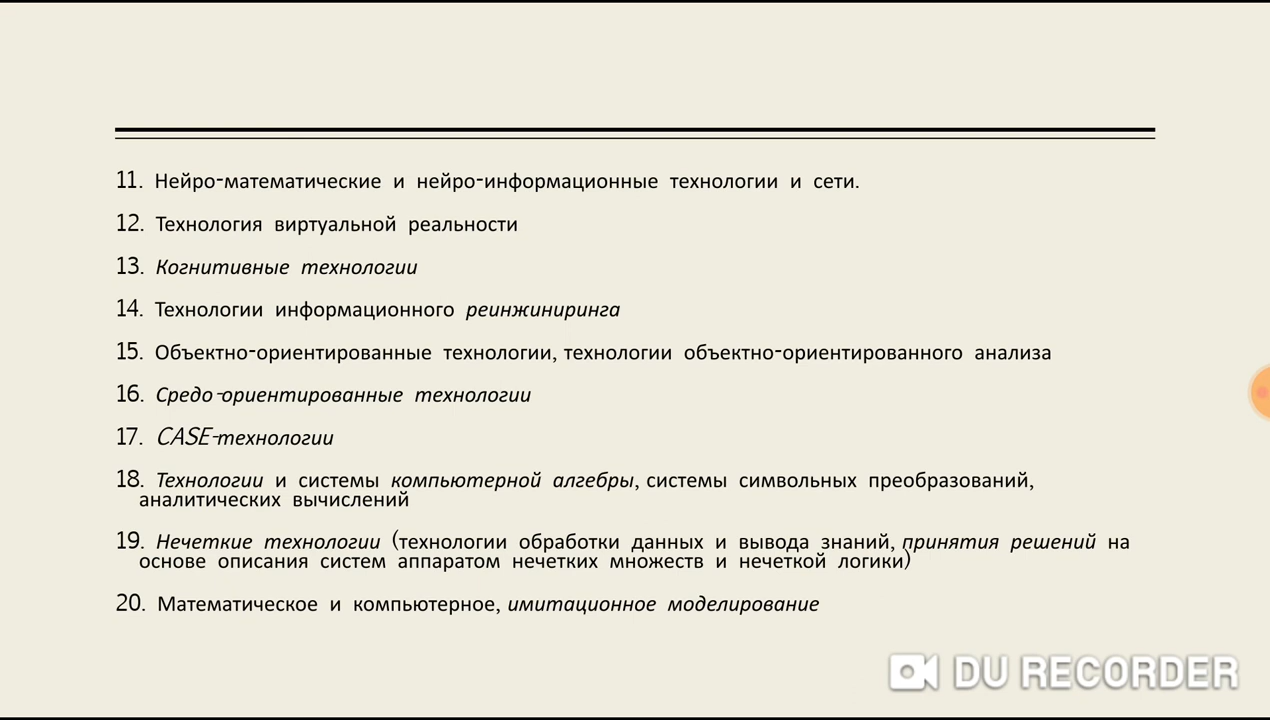 11. Нейро-математические и нейро-информационные технологии и сети.
12. Технология виртуальной реальности
13. Когнитивные технологии
14. Технологии информационного реинжиниринга
15. Объектно-ориентированные технологии, технологии объектно-ориентированного анализа
16. Средо-ориентированные технологии
17. CASE-технологии
18. Технологии и системы компьютерной алгебры, системы символьных преобразований,
аналитических вычислений
19. Нечеткие технологии (технологии обработки данных и вывода знаний, принятия решений на
основе описания систем аппаратом нечетких множеств и нечеткой логики)
20. Математическое и компьютерное, имитационное моделирование
DU RECORDER